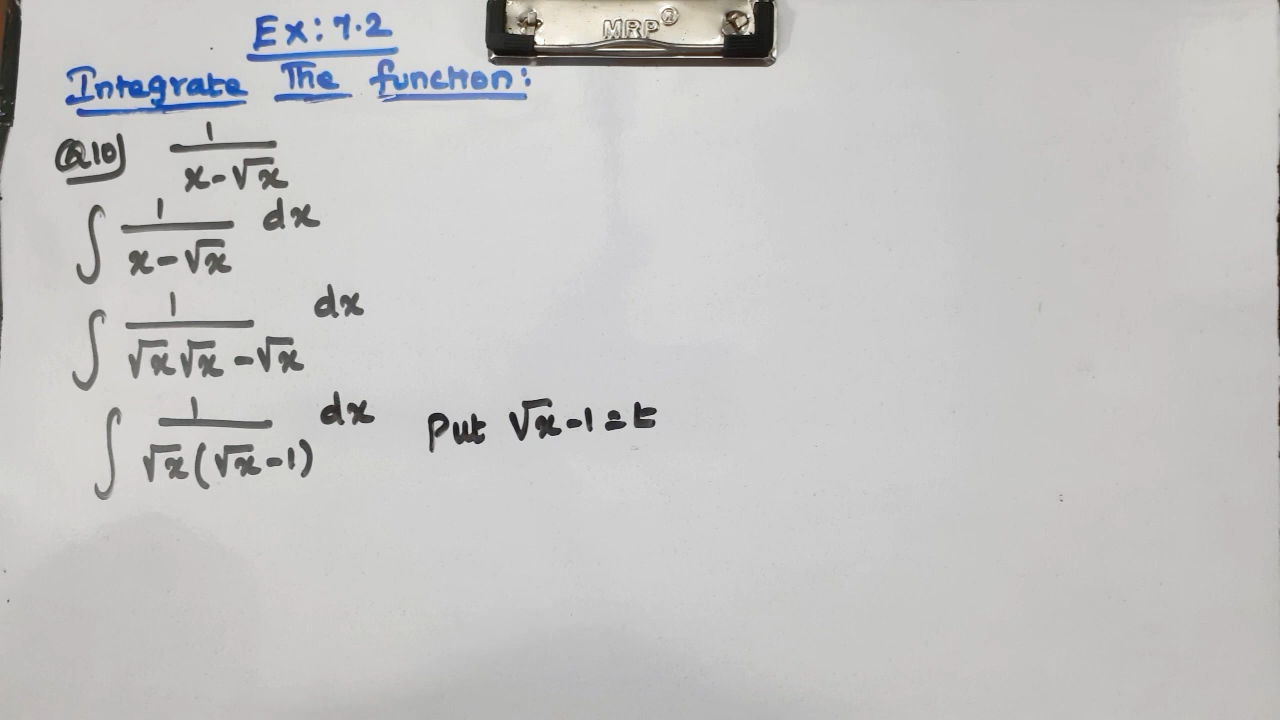 MRP®
Ex: 7.2
Integrate The function:
Q10) 1/(x-√x)
∫ 1/(x-√x) dx
∫ 1/(√x√x-√x) dx
∫ 1/(√x(√x-1)) dx Put √x-1=t